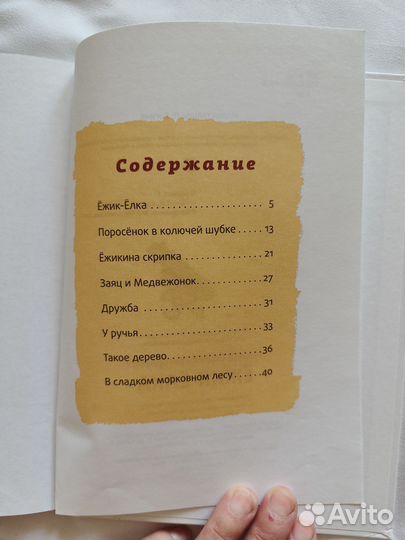 Содержание
Ёжик-Ёлка . . . . . . . . . . . . . . . . . . . . 5
Поросёнок в колючей шубке . . . . 13
Ёжикина скрипка . . . . . . . . . . . . . . 21
Заяц и Медвежонок . . . . . . . . . . . 27
Дружба . . . . . . . . . . . . . . . . . . . . . 31
У ручья . . . . . . . . . . . . . . . . . . . . . 33
Такое дерево . . . . . . . . . . . . . . . . . 36
В сладком морковном лесу . . . . . 40
Avito